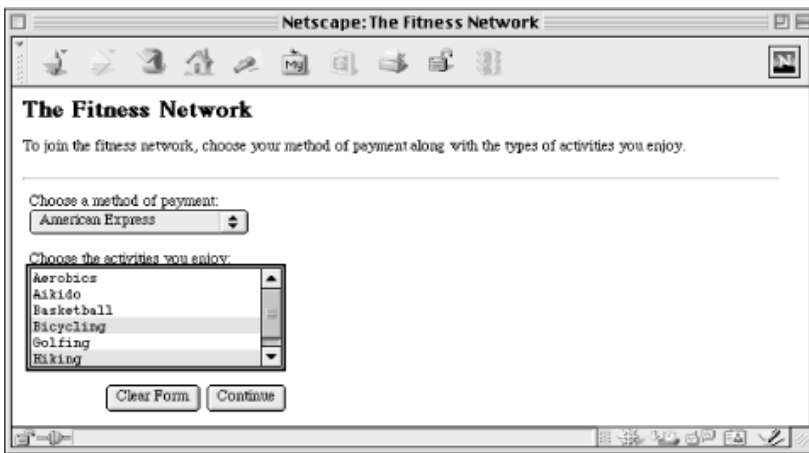 Netscape: The Fitness Network
My
N
The Fitness Network
To join the fitness network, choose your method of payment along with the types of activities you enjoy.
Choose a method of payment:
American Express
Choose the activities you enjoy:
Aerobics
Aikido
Basketball
Bicycling
Golfing
Hiking
Clear Form
Continue